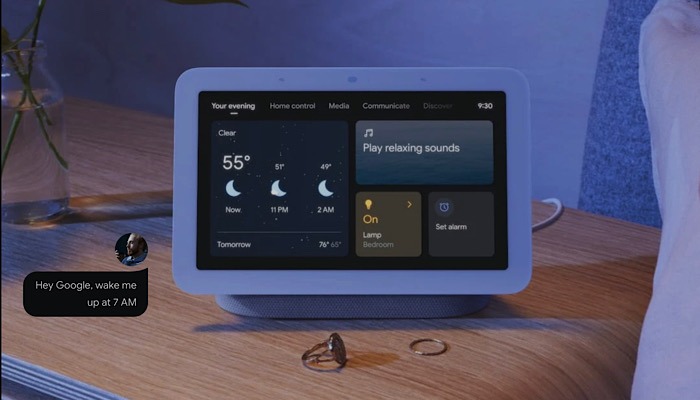 Your evening Home control Media Communicate Discover 9:30
Clear
55° 51° 49°
Now 11 PM 2 AM
Tomorrow 76° 65°
Play relaxing sounds
On
Lamp
Bedroom
Set alarm
Hey Google, wake me
up at 7 AM